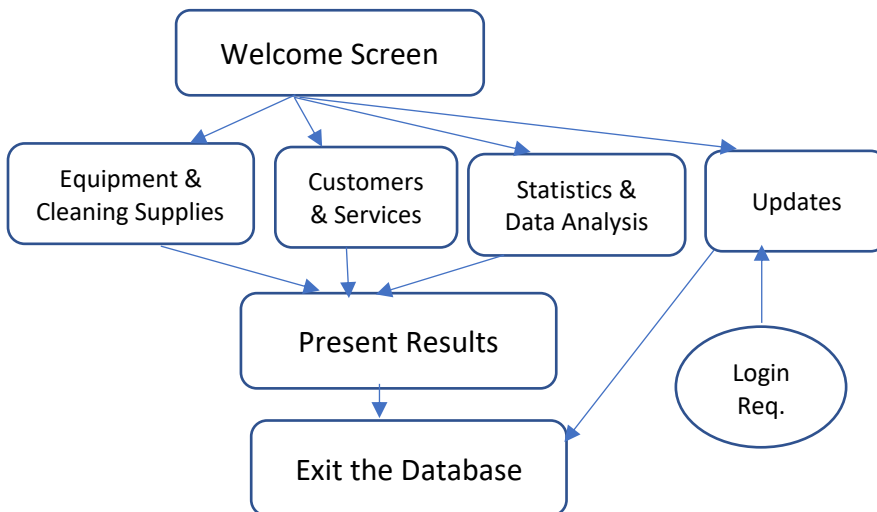 Welcome Screen
Equipment &
Cleaning Supplies
Customers
& Services
Statistics &
Data Analysis
Updates
Present Results
Login
Req.
Exit the Database